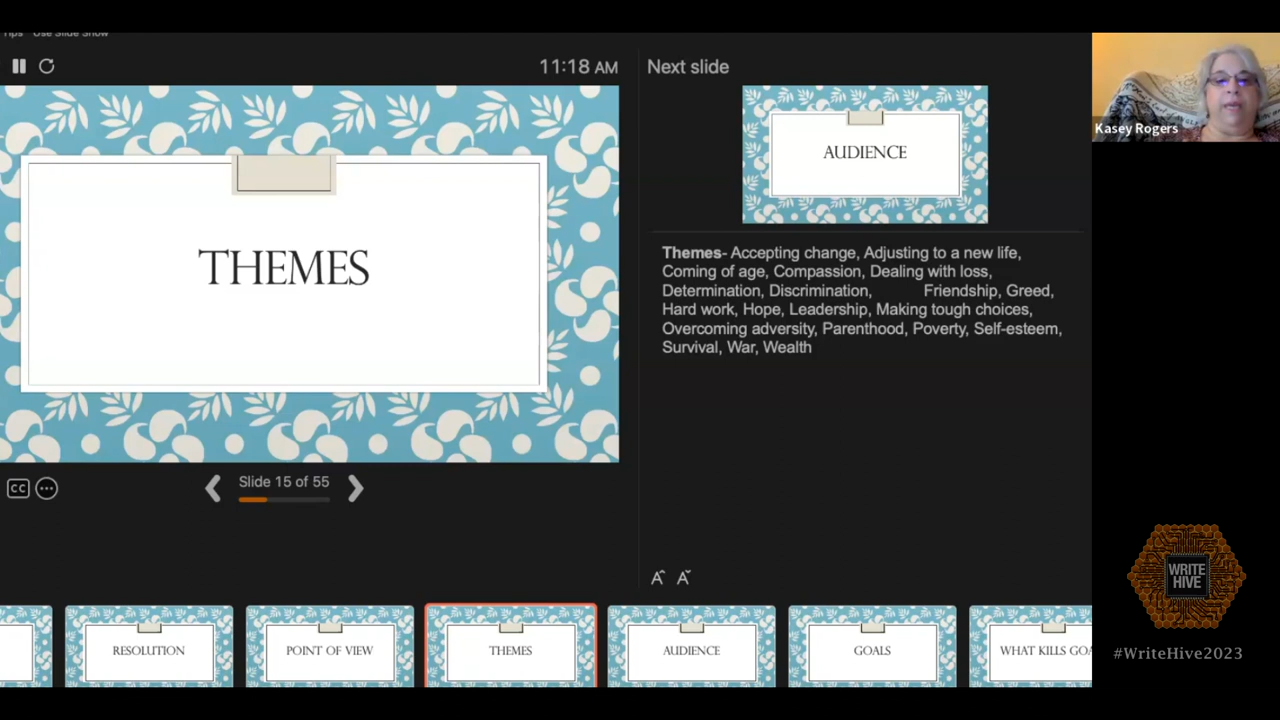 Tips Use Slide Show
11:18 AM
Next slide
THEMES
AUDIENCE
Themes- Accepting change, Adjusting to a new life,
Coming of age, Compassion, Dealing with loss,
Determination, Discrimination, Friendship, Greed,
Hard work, Hope, Leadership, Making tough choices,
Overcoming adversity, Parenthood, Poverty, Self-esteem,
Survival, War, Wealth
Kasey Rogers
CC
Slide 15 of 55
RESOLUTION
POINT OF VIEW
THEMES
AUDIENCE
GOALS
WHAT KILLS GOA
WRITE
HIVE
#WriteHive2023